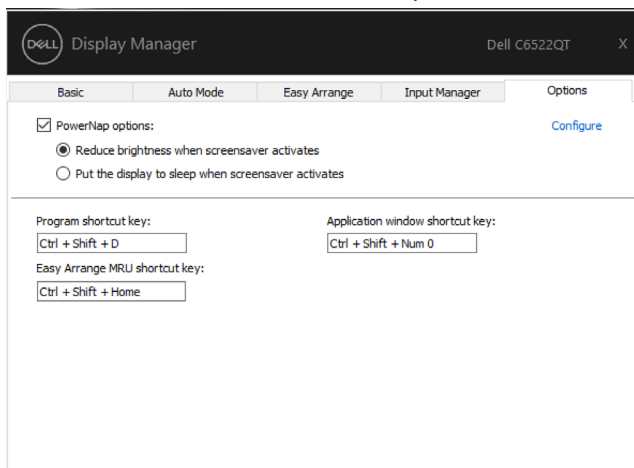 DELL Display Manager Dell C6522QT X
Basic Auto Mode Easy Arrange Input Manager Options
PowerNap options: Configure
Reduce brightness when screensaver activates
Put the display to sleep when screensaver activates
Program shortcut key: Application window shortcut key:
Ctrl + Shift + D Ctrl + Shift + Num 0
Easy Arrange MRU shortcut key:
Ctrl + Shift + Home